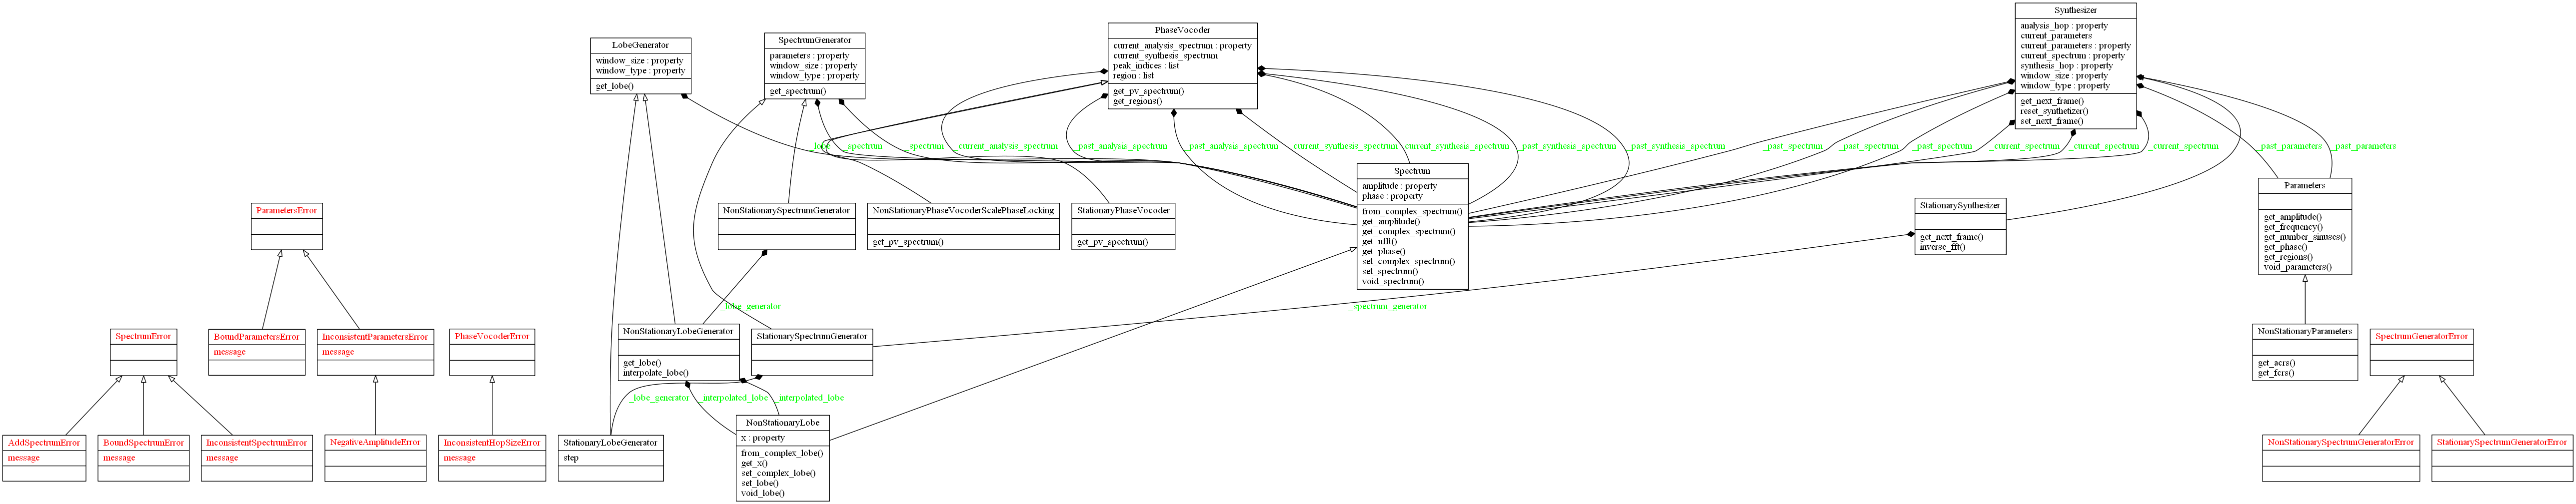 LobeGenerator
window_size : property
window_type : property
get_lobe()
SpectrumGenerator
parameters : property
window_size : property
window_type : property
get_spectrum()
PhaseVocoder
current_analysis_spectrum : property
current_synthesis_spectrum
peak_indices : list
region : list
get_pv_spectrum()
get_regions()
Synthesizer
analysis_hop : property
current_parameters
current_parameters : property
current_spectrum : property
synthesis_hop : property
window_size : property
window_type : property
get_next_frame()
reset_synthetizer()
set_next_frame()
_lobe
_spectrum
_spectrum
_current_analysis_spectrum
_past_analysis_spectrum
_past_analysis_spectrum
current_synthesis_spectrum
current_synthesis_spectrum
_past_synthesis_spectrum
_past_synthesis_spectrum
_past_spectrum
_past_spectrum
_past_spectrum
_current_spectrum
_current_spectrum
_current_spectrum
_past_parameters
_past_parameters
ParametersError
NonStationarySpectrumGenerator
NonStationaryPhaseVocoderScalePhaseLocking
get_pv_spectrum()
StationaryPhaseVocoder
get_pv_spectrum()
Spectrum
amplitude : property
phase : property
from_complex_spectrum()
get_amplitude()
get_complex_spectrum()
get_nfft()
get_phase()
set_complex_spectrum()
set_spectrum()
void_spectrum()
StationarySynthesizer
get_next_frame()
inverse_fft()
Parameters
get_amplitude()
get_frequency()
get_number_sinuses()
get_phase()
get_regions()
void_parameters()
_lobe_generator
_spectrum_generator
SpectrumError
BoundParametersError
message
InconsistentParametersError
message
PhaseVocoderError
NonStationaryLobeGenerator
get_lobe()
interpolate_lobe()
StationarySpectrumGenerator
NonStationaryParameters
get_acrs()
get_fcrs()
SpectrumGeneratorError
_lobe_generator
_interpolated_lobe
_interpolated_lobe
AddSpectrumError
message
BoundSpectrumError
message
InconsistentSpectrumError
message
NegativeAmplitudeError
InconsistentHopSizeError
message
StationaryLobeGenerator
step
NonStationaryLobe
x : property
from_complex_lobe()
get_x()
set_complex_lobe()
set_lobe()
void_lobe()
NonStationarySpectrumGeneratorError
StationarySpectrumGeneratorError